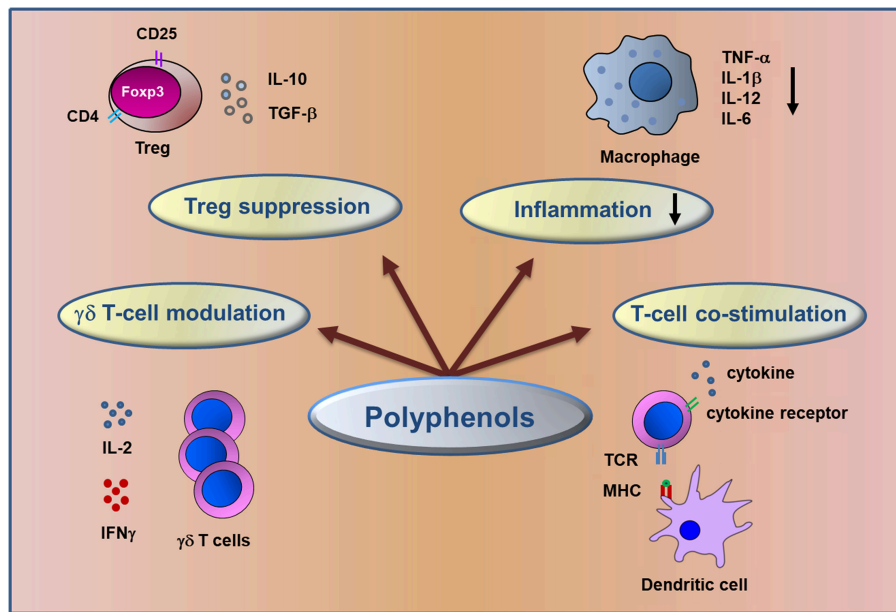 CD25
Foxp3
CD4
Treg
IL-10
TGF-β
TNF-α
IL-1β
IL-12
IL-6
Macrophage
Treg suppression
Inflammation
γδ T-cell modulation
T-cell co-stimulation
Polyphenols
IL-2
IFNγ
γδ T cells
cytokine
cytokine receptor
TCR
MHC
Dendritic cell